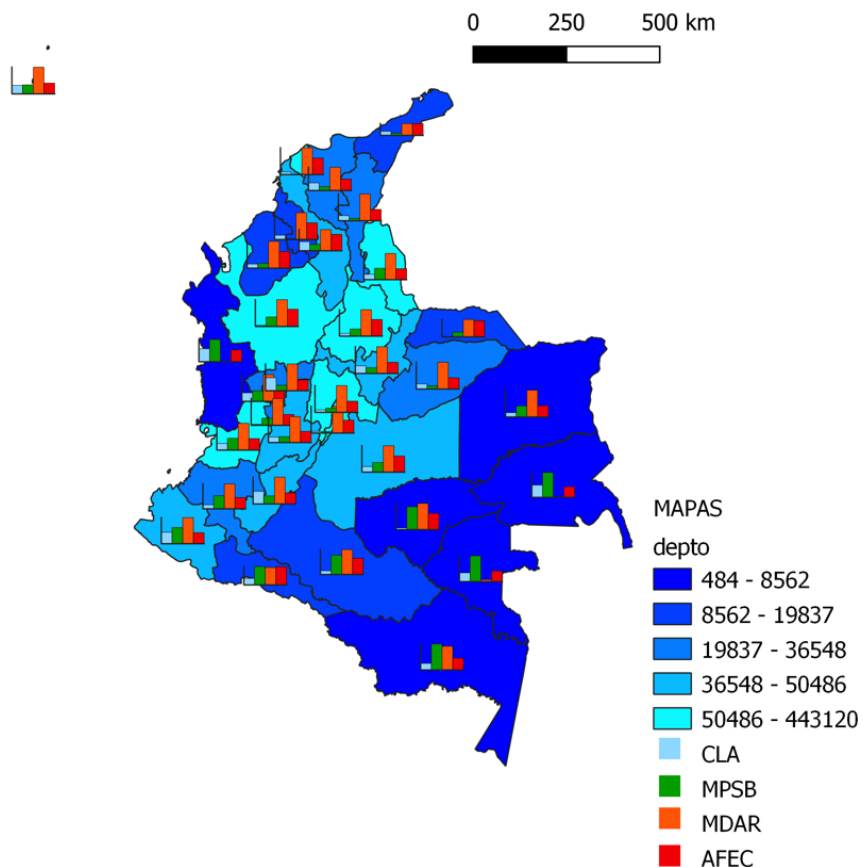 0 250 500 km
MAPAS
depto
484 - 8562
8562 - 19837
19837 - 36548
36548 - 50486
50486 - 443120
CLA
MPSB
MDAR
AFEC